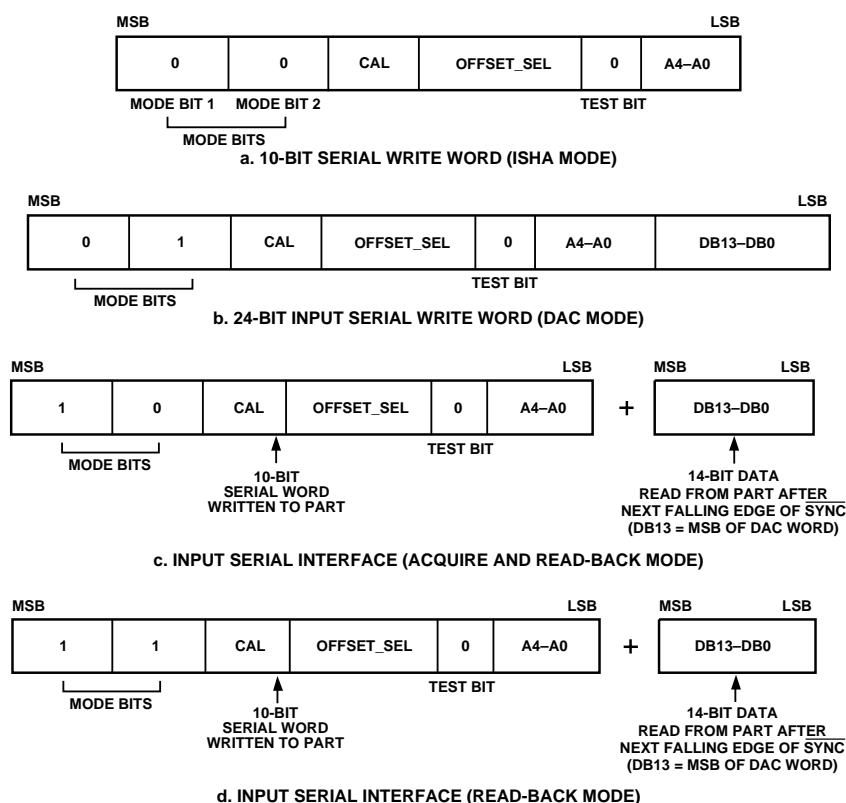 MSB LSB
0 0 CAL OFFSET_SEL 0 A4–A0
MODE BIT 1 MODE BIT 2 TEST BIT
MODE BITS
a. 10-BIT SERIAL WRITE WORD (ISHA MODE)
MSB LSB
0 1 CAL OFFSET_SEL 0 A4–A0 DB13–DB0
MODE BITS TEST BIT
b. 24-BIT INPUT SERIAL WRITE WORD (DAC MODE)
MSB LSB MSB LSB
1 0 CAL OFFSET_SEL 0 A4–A0 + DB13–DB0
MODE BITS TEST BIT
10-BIT
SERIAL WORD
WRITTEN TO PART
14-BIT DATA
READ FROM PART AFTER
NEXT FALLING EDGE OF SYNC
(DB13 = MSB OF DAC WORD)
c. INPUT SERIAL INTERFACE (ACQUIRE AND READ-BACK MODE)
MSB LSB MSB LSB
1 1 CAL OFFSET_SEL 0 A4–A0 + DB13–DB0
MODE BITS TEST BIT
10-BIT
SERIAL WORD
WRITTEN TO PART
14-BIT DATA
READ FROM PART AFTER
NEXT FALLING EDGE OF SYNC
(DB13 = MSB OF DAC WORD)
d. INPUT SERIAL INTERFACE (READ-BACK MODE)